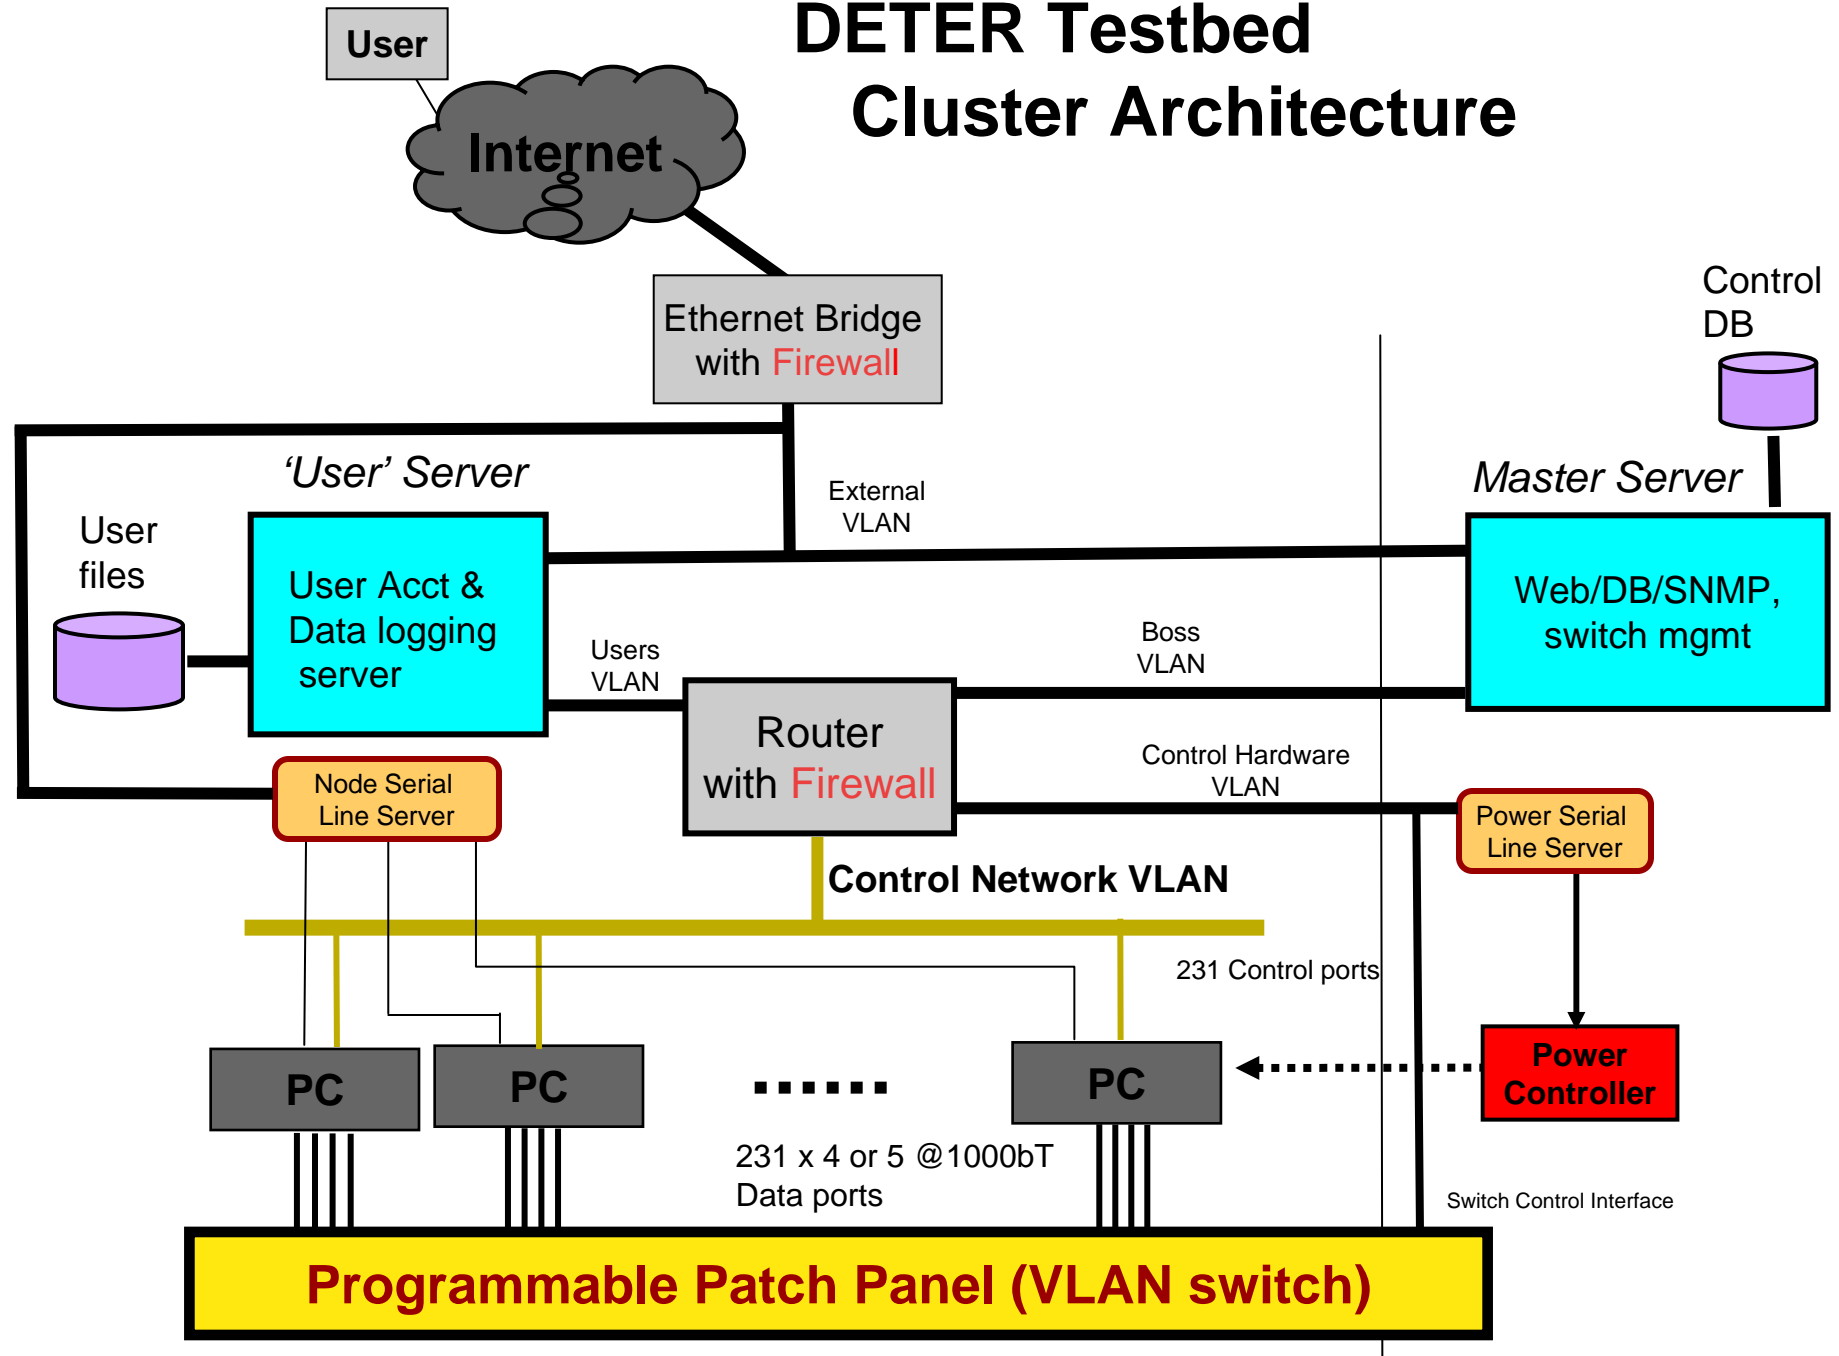 DETER Testbed
Cluster Architecture
User
Internet
Ethernet Bridge
with Firewall
Control
DB
'User' Server
External
VLAN
Master Server
User
files
User Acct &
Data logging
server
Web/DB/SNMP,
switch mgmt
Users
VLAN
Boss
VLAN
Router
with Firewall
Control Hardware
VLAN
Node Serial
Line Server
Power Serial
Line Server
Control Network VLAN
231 Control ports
PC
PC
......
PC
Power
Controller
231 x 4 or 5 @1000bT
Data ports
Switch Control Interface
Programmable Patch Panel (VLAN switch)